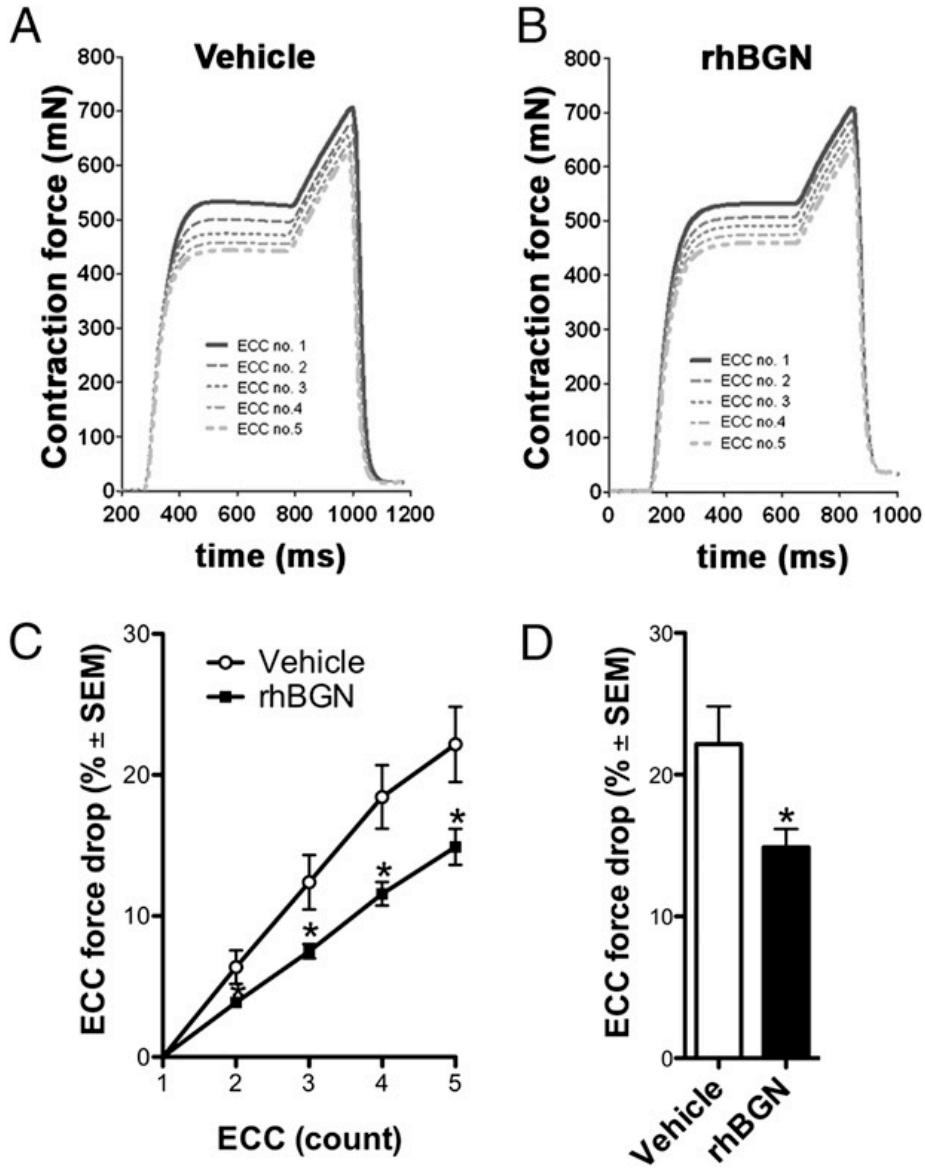 A
Vehicle
Contraction force (mN)
800
700
600
500
400
300
200
100
0
ECC no. 1
ECC no. 2
ECC no. 3
ECC no.4
ECC no.5
200 400 600 800 1000 1200
time (ms)
B
rhBGN
Contraction force (mN)
800
700
600
500
400
300
200
100
0
ECC no. 1
ECC no. 2
ECC no. 3
ECC no.4
ECC no.5
0 200 400 600 800 1000
time (ms)
C
ECC force drop (% ± SEM)
30
20
10
0
Vehicle
rhBGN
*
*
*
*
1 2 3 4 5
ECC (count)
D
ECC force drop (% ± SEM)
30
20
10
0
*
Vehicle
rhBGN